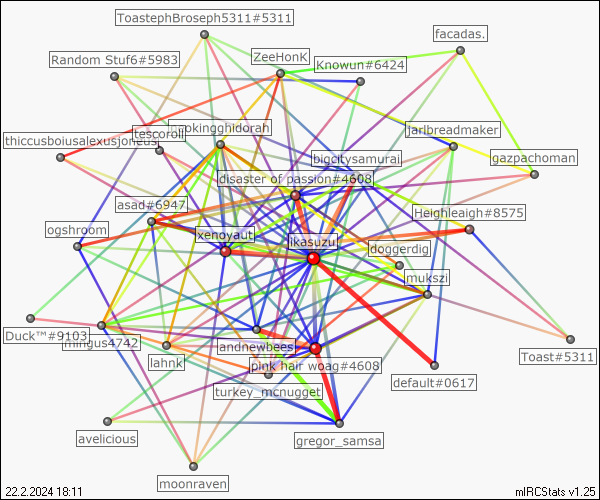 ToastephBroseph5311#5311
facadas.
ZeeHonK
Random Stuf6#5983
Knowun#6424
mopkingghidorah
tescoroll
jarlbreadmaker
thiccusboiusalexusjoneus
bigcitysamurai
gazpachoman
disaster of passion#4608
asad#6947
Heighleaigh#8575
ogshroom
xenoyaut
likasuzu
doggerdig
mukszi
Duck™#9103
mingus4742
andnewbees
Toast#5311
lahnk
pink hair woag#4608
default#0617
turkey_mcnugget
avelicious
gregor_samsa
moonraven
22.2.2024 18:11
mIRCStats v1.25